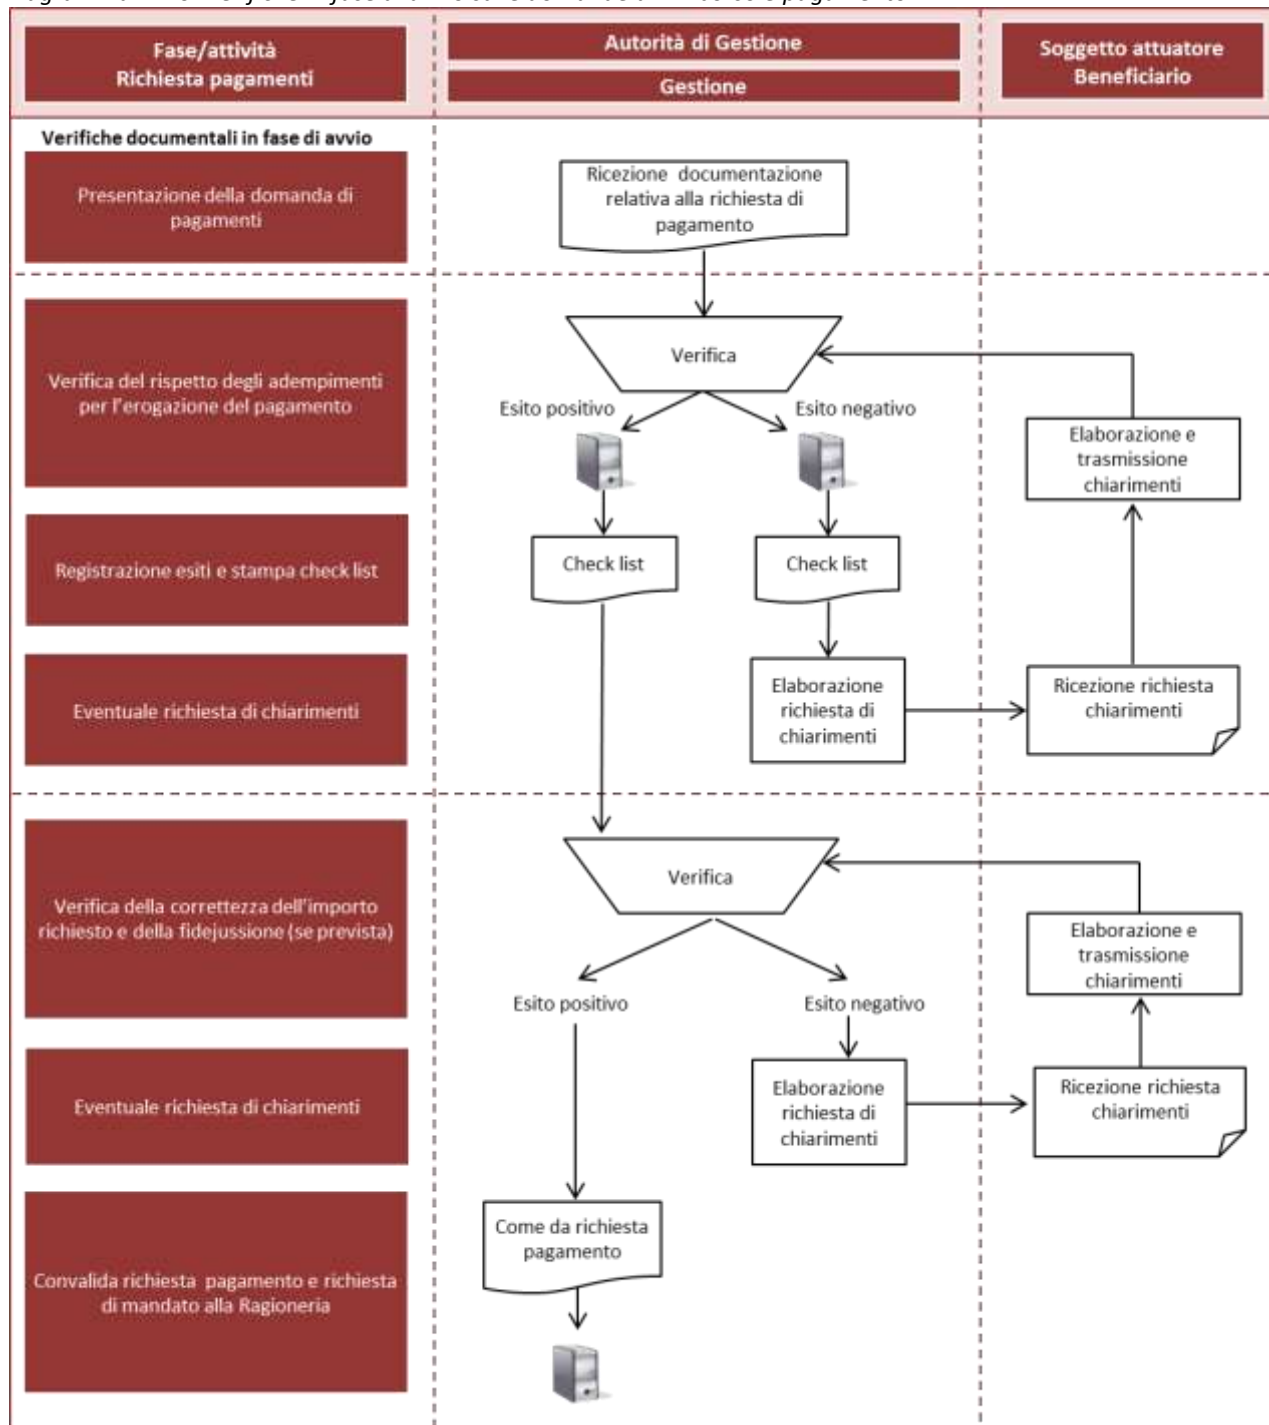 Fase/attività
Richiesta pagamenti
Autorità di Gestione
Gestione
Soggetto attuatore
Beneficiario
Verifiche documentali in fase di avvio
Presentazione della domanda di
pagamenti
Ricezione documentazione
relativa alla richiesta di
pagamento
Verifica del rispetto degli adempimenti
per l'erogazione del pagamento
Verifica
Esito positivo
Esito negativo
Elaborazione e
trasmissione
chiarimenti
Registrazione esiti e stampa check list
Check list
Check list
Eventuale richiesta di chiarimenti
Elaborazione
richiesta di
chiarimenti
Ricezione richiesta
chiarimenti
Verifica della correttezza dell'importo
richiesto e della fidejussione (se prevista)
Verifica
Esito positivo
Esito negativo
Elaborazione e
trasmissione
chiarimenti
Eventuale richiesta di chiarimenti
Elaborazione
richiesta di
chiarimenti
Ricezione richiesta
chiarimenti
Convalida richiesta pagamento e richiesta
di mandato alla Ragioneria
Come da richiesta
pagamento